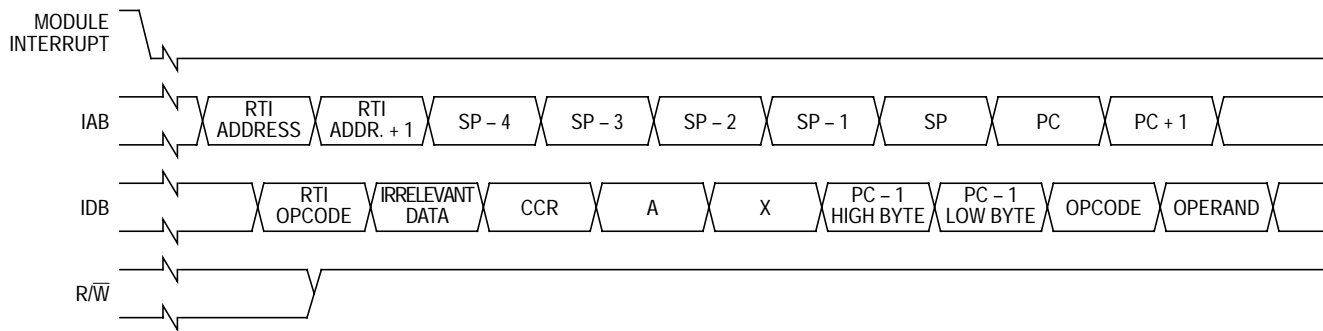 MODULE
INTERRUPT
IAB
RTI
ADDRESS
RTI
ADDR. + 1
SP – 4
SP – 3
SP – 2
SP – 1
SP
PC
PC + 1
IDB
RTI
OPCODE
IRRELEVANT
DATA
CCR
A
X
PC – 1
HIGH BYTE
PC – 1
LOW BYTE
OPCODE
OPERAND
R/W̅